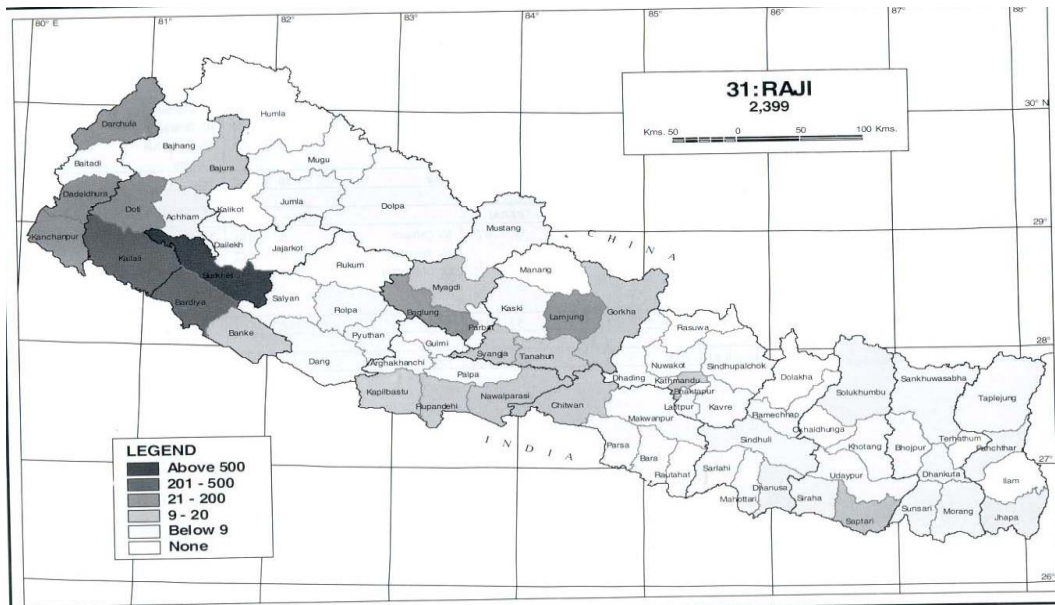 80° E
81°
82°
83°
84°
85°
86°
87°
88°
31:RAJI
2,399
Kms. 50 0 50 100 Kms.
30° N
29°
28°
27°
26°
CHINA
INDIA
Darchula
Humla
Bajhang
Baitadi
Bajura
Mugu
Dadeldhura
Doti
Achham
Kalikot
Jumla
Dolpa
Kanchanpur
Kailali
Dailekh
Jajarkot
Mustang
Surkhet
Rukum
Manang
Bardiya
Salyan
Myagdi
Rolpa
Baglung
Parbat
Kaski
Lamjung
Gorkha
Banke
Pyuthan
Gulmi
Rasuwa
Dang
Arghakhanchi
Syangja
Tanahun
Nuwakot
Sindhupalchok
Dolakha
Palpa
Dhading
Kathmandu
Bhaktapur
Lalitpur
Kavre
Kapilbastu
Rupandehi
Nawalparasi
Chitwan
Makwanpur
Ramechhap
Solukhumbu
Sankhuwasabha
Taplejung
Parsa
Bara
Rautahat
Sindhuli
Okhaldhunga
Khotang
Bhojpur
Terhathum
Panchthar
Sarlahi
Mahottari
Dhanusa
Siraha
Udaypur
Dhankuta
Ilam
Saptari
Sunsari
Morang
Jhapa
LEGEND
Above 500
201 - 500
21 - 200
9 - 20
Below 9
None